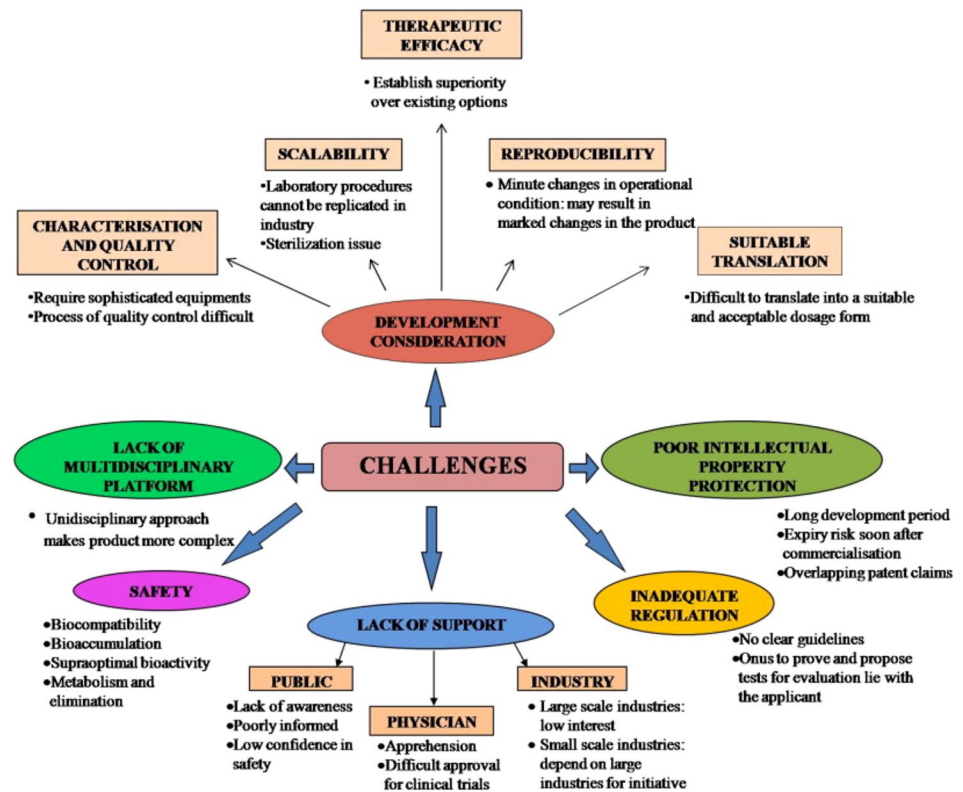 THERAPEUTIC
EFFICACY
• Establish superiority
over existing options
SCALABILITY
•Laboratory procedures
cannot be replicated in
industry
•Sterilization issue
REPRODUCIBILITY
• Minute changes in operational
condition: may result in
marked changes in the product
CHARACTERISATION
AND QUALITY
CONTROL
•Require sophisticated equipments
•Process of quality control difficult
SUITABLE
TRANSLATION
•Difficult to translate into a suitable
and acceptable dosage form
DEVELOPMENT
CONSIDERATION
LACK OF
MULTIDISCIPLINARY
PLATFORM
• Unidisciplinary approach
makes product more complex
CHALLENGES
POOR INTELLECTUAL
PROPERTY
PROTECTION
•Long development period
•Expiry risk soon after
commercialisation
•Overlapping patent claims
SAFETY
•Biocompatibility
•Bioaccumulation
•Supraoptimal bioactivity
•Metabolism and
elimination
LACK OF SUPPORT
INADEQUATE
REGULATION
•No clear guidelines
•Onus to prove and propose
tests for evaluation lie with
the applicant
PUBLIC
•Lack of awareness
•Poorly informed
•Low confidence in
safety
PHYSICIAN
•Apprehension
•Difficult approval
for clinical trials
INDUSTRY
• Large scale industries:
low interest
• Small scale industries:
depend on large
industries for initiative